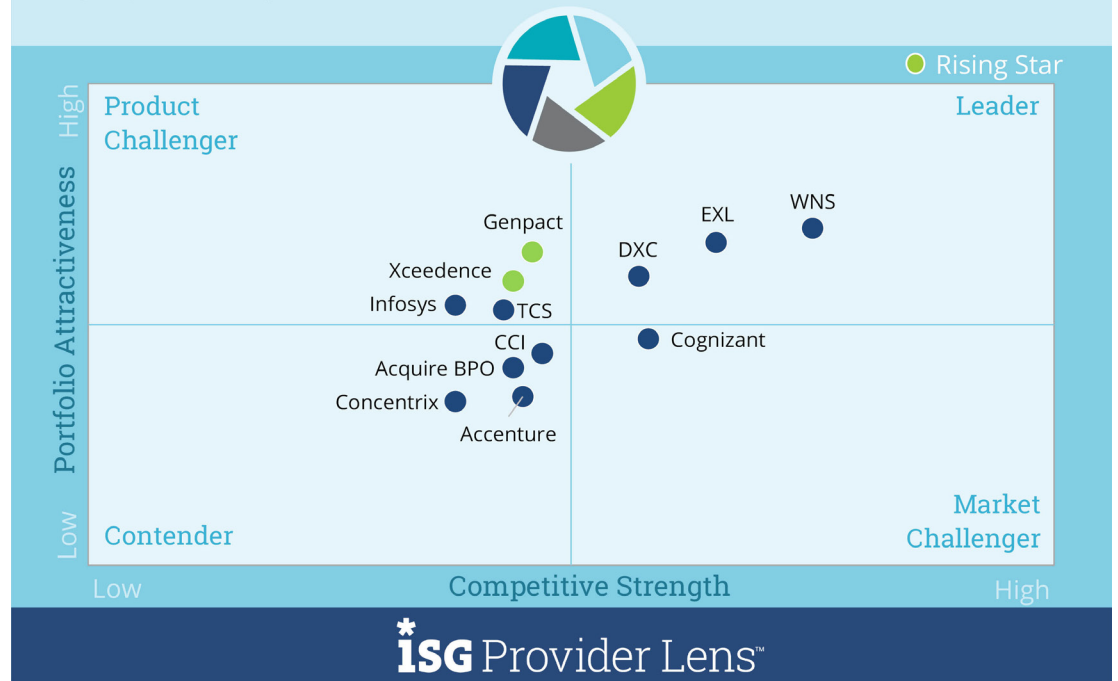 Rising Star
High
Product
Challenger
Leader
Portfolio Attractiveness
WNS
EXL
Genpact
DXC
Xceedence
Infosys
TCS
Cognizant
CCI
Acquire BPO
Concentrix
Accenture
Low
Contender
Market
Challenger
Low
Competitive Strength
High
ISG Provider Lens™